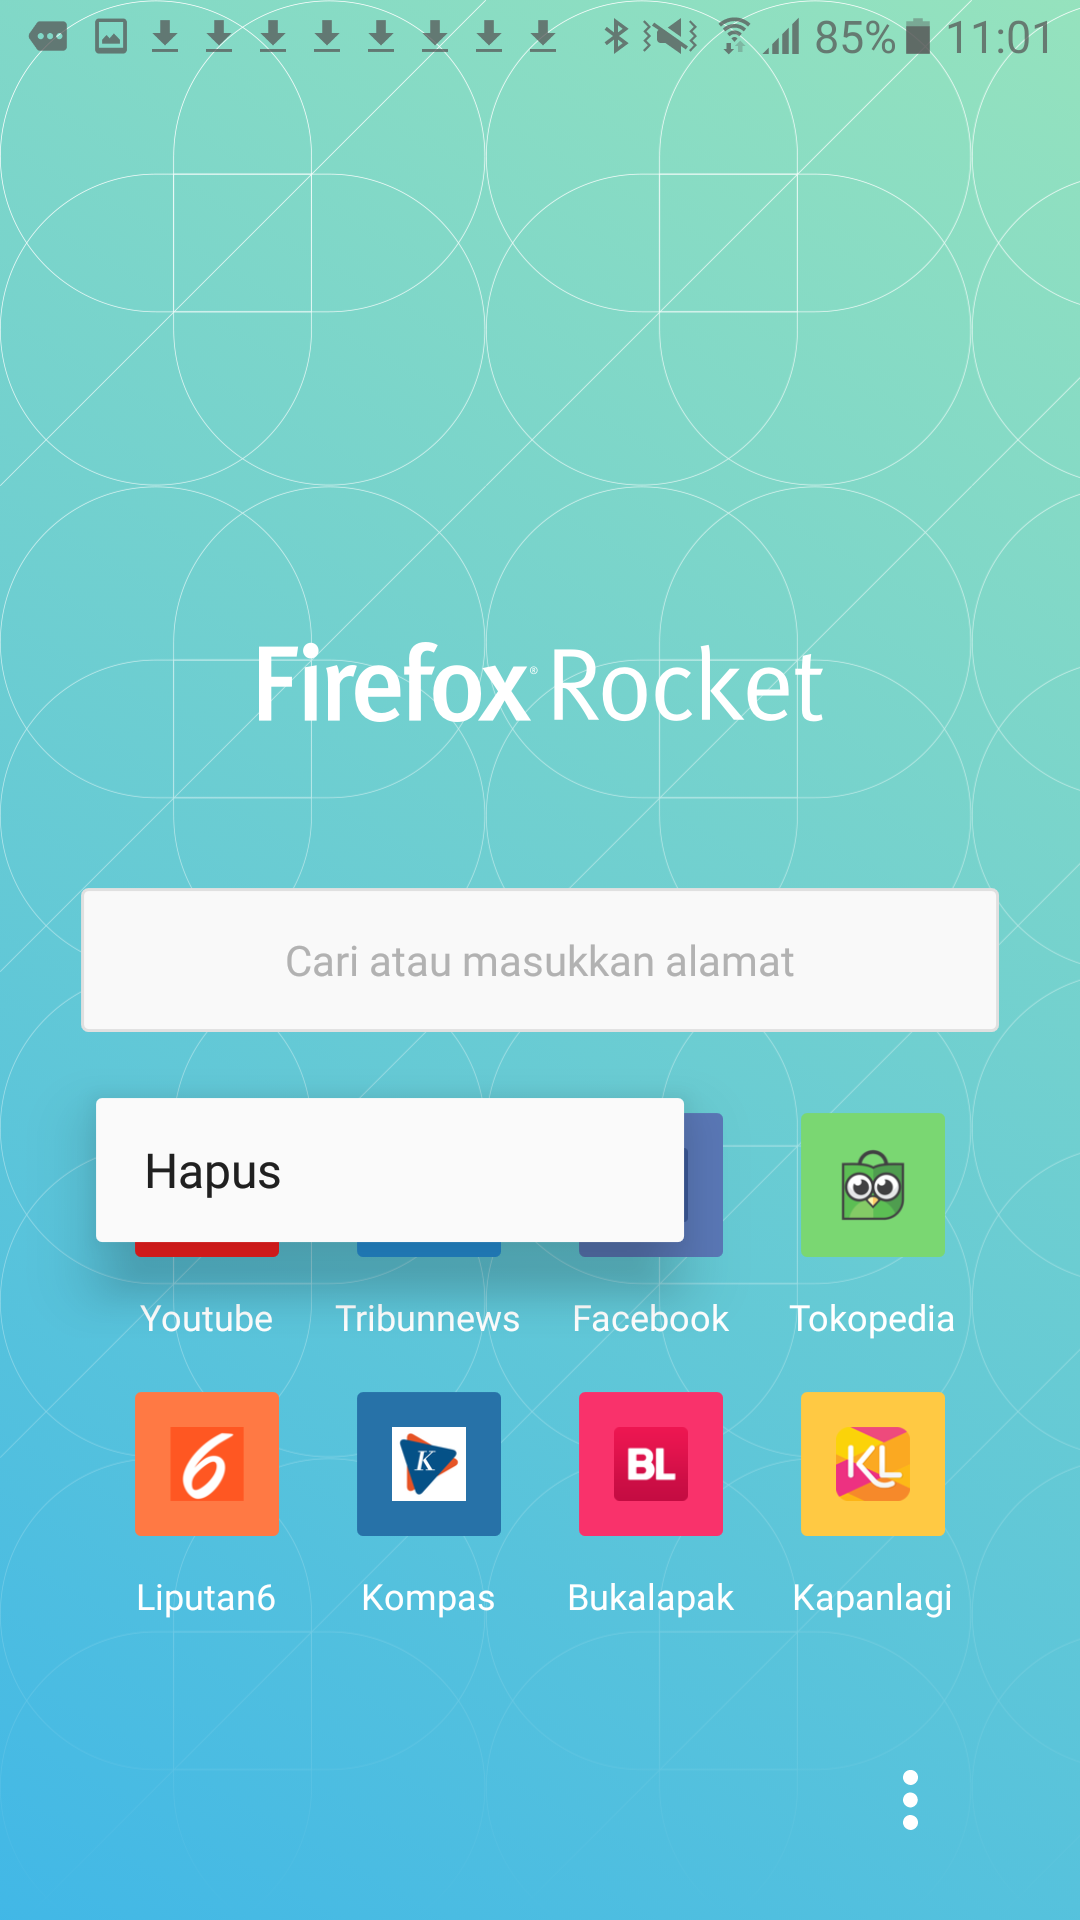 85% 11:01
Firefox® Rocket
Cari atau masukkan alamat
Hapus
Youtube Tribunnews Facebook Tokopedia
6 K BL KL
Liputan6 Kompas Bukalapak Kapanlagi